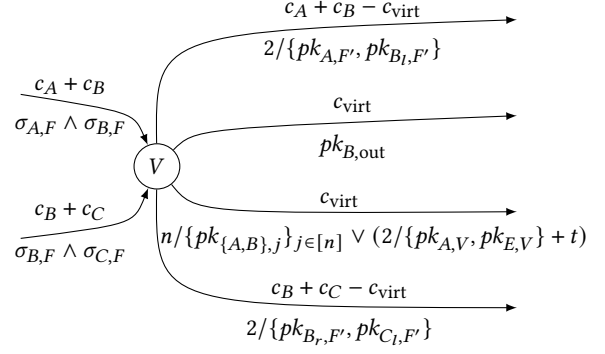 c_A + c_B − c_virt
2/{pk_{A,F′}, pk_{B_l,F′}}
c_A + c_B
σ_{A,F} ∧ σ_{B,F}
c_virt
pk_{B,out}
V
c_virt
c_B + c_C
n/{pk_{{A,B},j}}_{j∈[n]} ∨ (2/{pk_{A,V}, pk_{E,V}} + t)
σ_{B,F} ∧ σ_{C,F}
c_B + c_C − c_virt
2/{pk_{B_r,F′}, pk_{C_l,F′}}